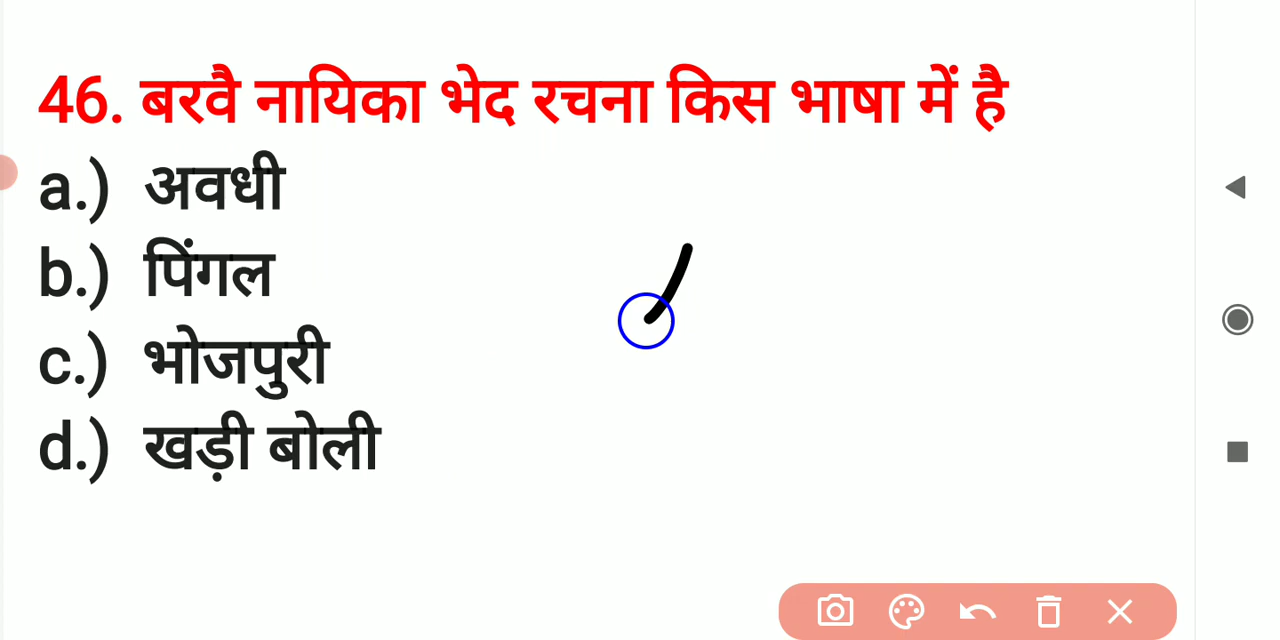 46. बरवै नायिका भेद रचना किस भाषा में है
a.) अवधी
b.) पिंगल
c.) भोजपुरी
d.) खड़ी बोली